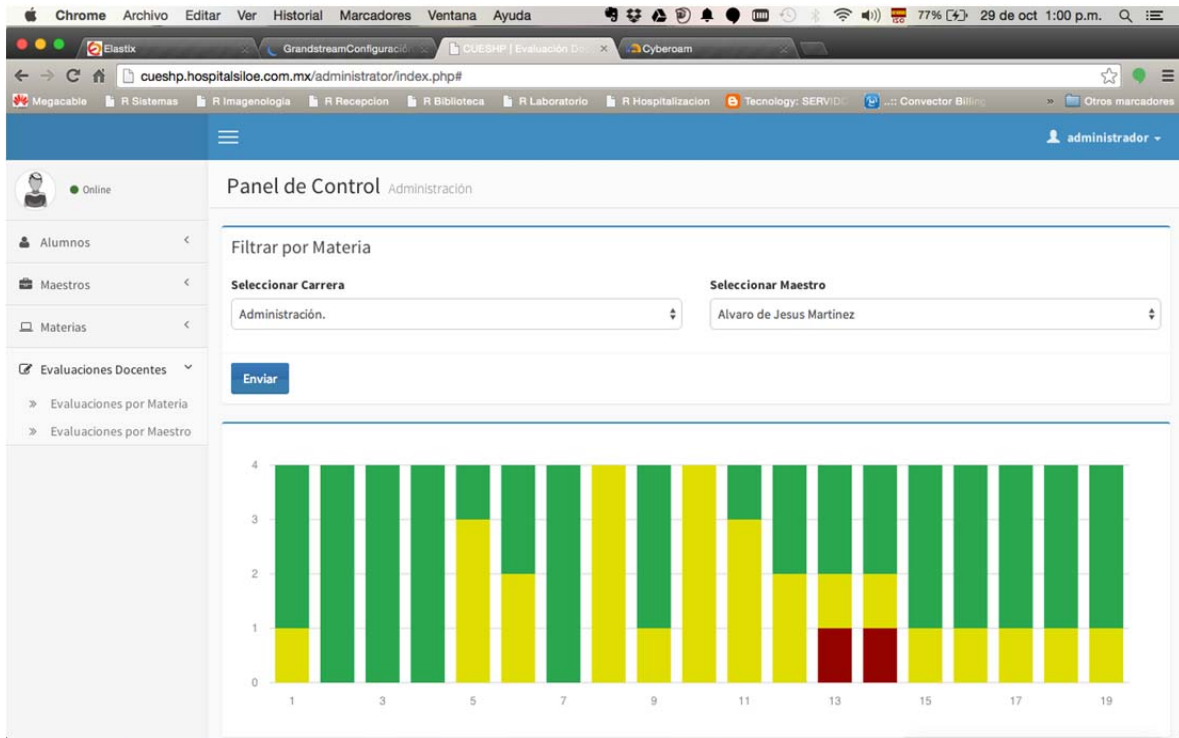 Chrome Archivo Editar Ver Historial Marcadores Ventana Ayuda 77% 29 de oct 1:00 p.m.
Elastix GrandstreamConfiguración CUESHP | Evaluación Do Cyberoam
cueshp.hospitalsiloe.com.mx/administrator/index.php#
Megacable R Sistemas R Imagenologia R Recepcion R Biblioteca R Laboratorio R Hospitalizacion Tecnology: SERVIDO ..:: Convector Billing » Otros marcadores
administrador
Online
Panel de Control Administración
Alumnos
Maestros
Materias
Evaluaciones Docentes
» Evaluaciones por Materia
» Evaluaciones por Maestro
Filtrar por Materia
Seleccionar Carrera Seleccionar Maestro
Administración. Alvaro de Jesus Martinez
Enviar
4
3
2
1
0
1 3 5 7 9 11 13 15 17 19